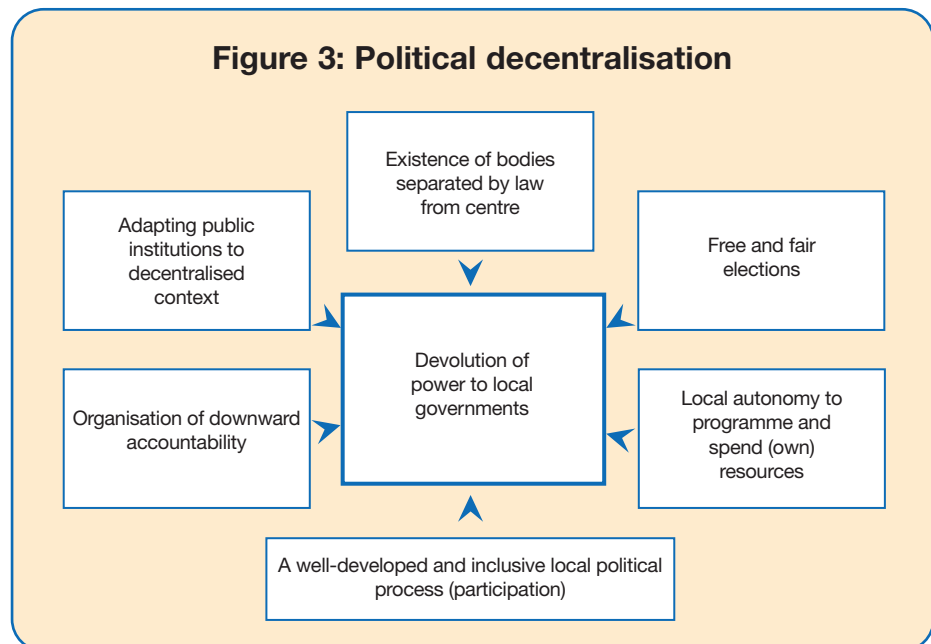 Figure 3: Political decentralisation
Existence of bodies
separated by law
from centre
Adapting public
institutions to
decentralised
context
Free and fair
elections
Devolution of
power to local
governments
Organisation of downward
accountability
Local autonomy to
programme and
spend (own)
resources
A well-developed and inclusive local political
process (participation)